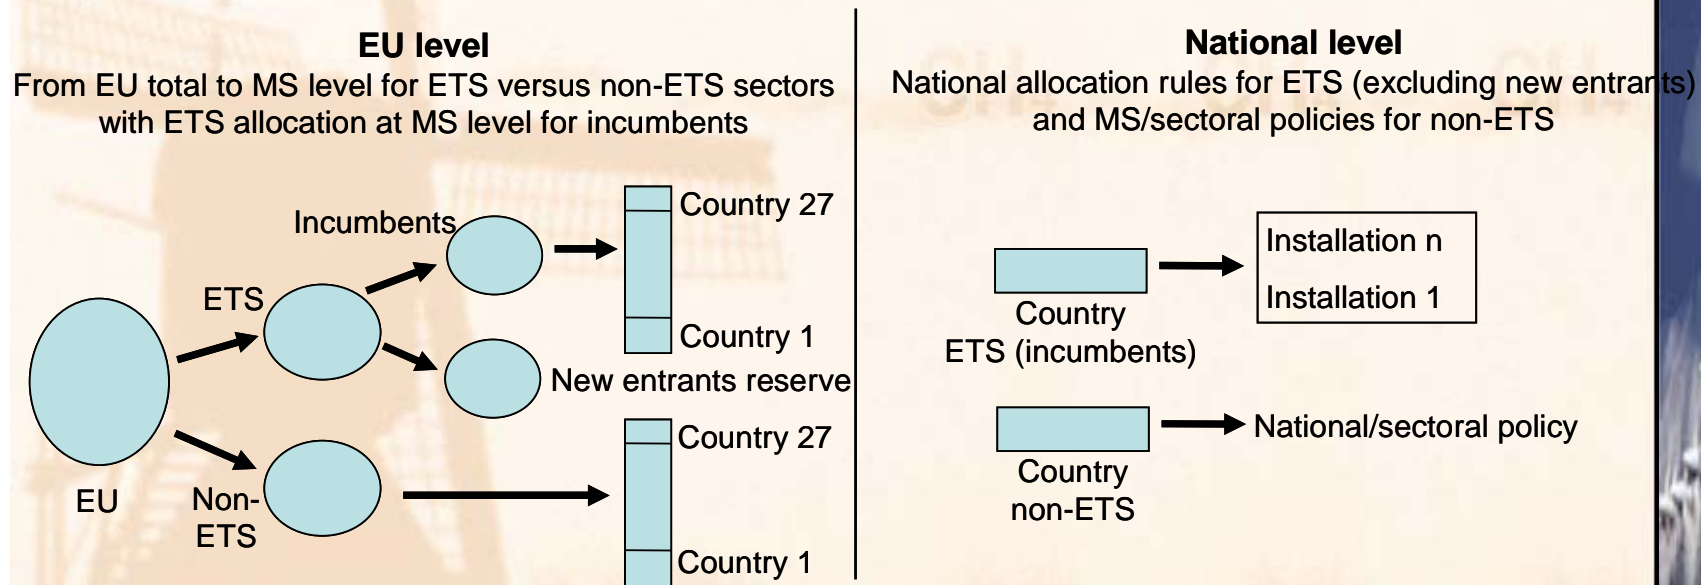 EU level
From EU total to MS level for ETS versus non-ETS sectors
with ETS allocation at MS level for incumbents
Incumbents
Country 27
ETS
Country 1
New entrants reserve
Country 27
EU
Non-
ETS
Country 1
National level
National allocation rules for ETS (excluding new entrants)
and MS/sectoral policies for non-ETS
Installation n
Installation 1
Country
ETS (incumbents)
National/sectoral policy
Country
non-ETS